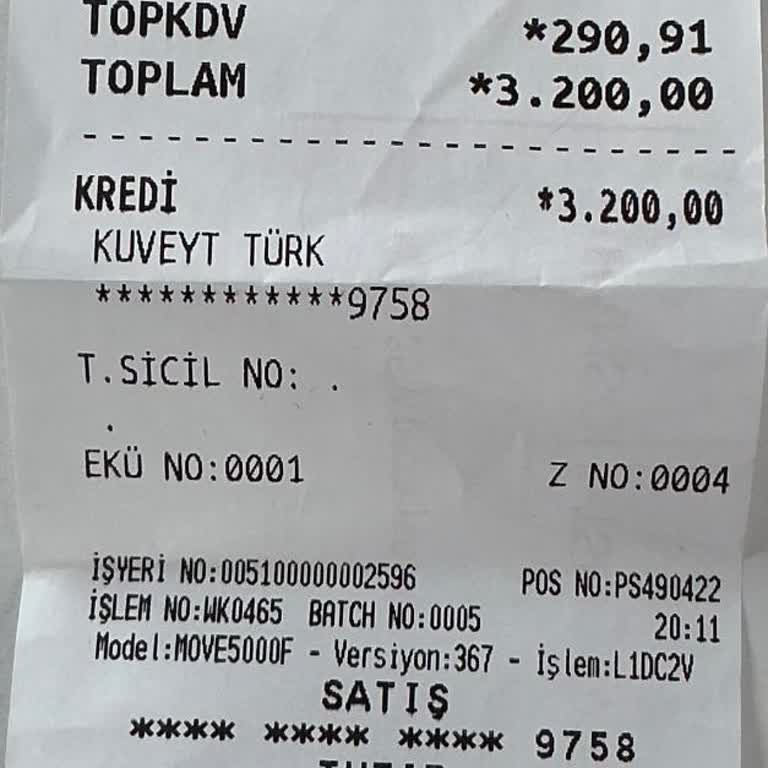 TOPKDV *290,91
TOPLAM *3.200,00
KREDİ *3.200,00
KUVEYT TÜRK
************9758
T.SİCİL NO: .
.
EKÜ NO:0001 Z NO:0004
İŞYERİ NO:005100000002596 POS NO:PS490422
İŞLEM NO:WK0465 BATCH NO:0005 20:11
Model:MOVE5000F - Versiyon:367 - İşlem:L1DC2V
SATIŞ
**** **** **** 9758